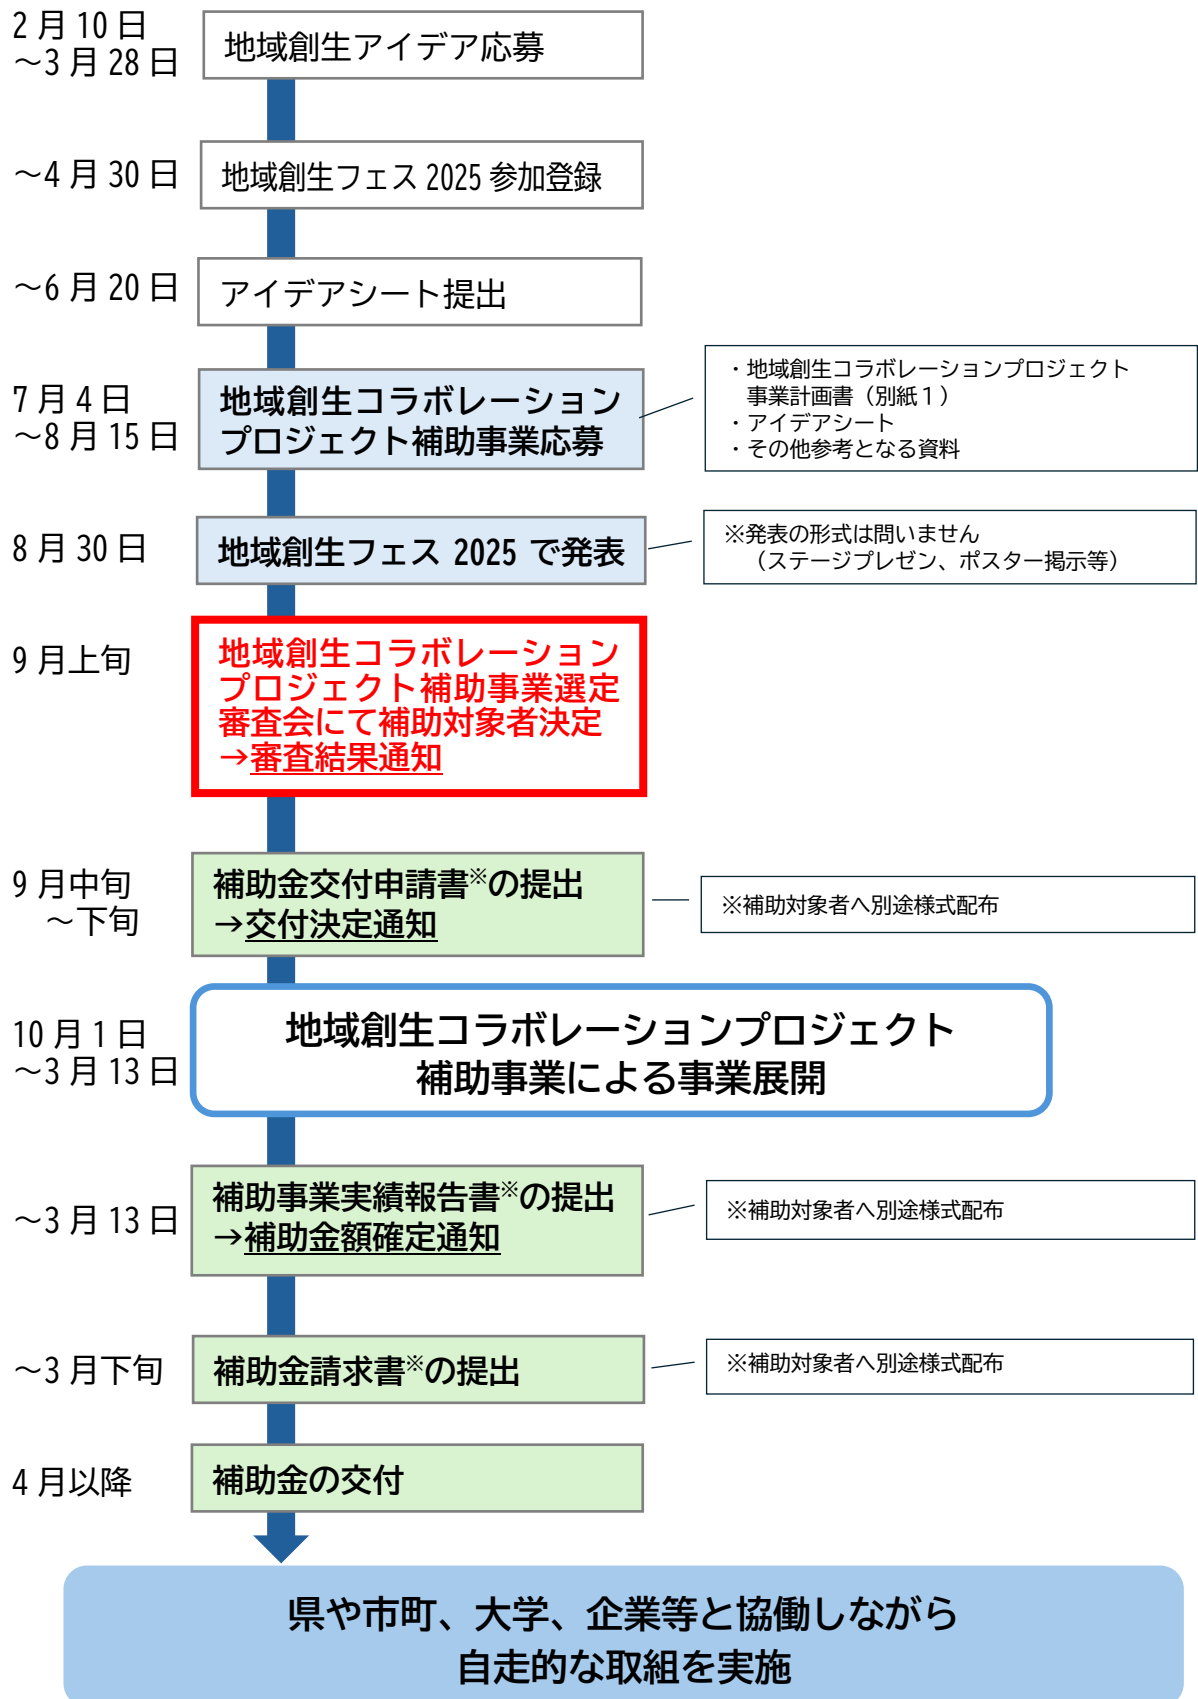 2月10日
～3月28日
地域創生アイデア応募
～4月30日
地域創生フェス2025参加登録
～6月20日
アイデアシート提出
7月4日
～8月15日
地域創生コラボレーション
プロジェクト補助事業応募
・地域創生コラボレーションプロジェクト
事業計画書（別紙１）
・アイデアシート
・その他参考となる資料
8月30日
地域創生フェス 2025 で発表
※発表の形式は問いません
（ステージプレゼン、ポスター掲示等）
9月上旬
地域創生コラボレーション
プロジェクト補助事業選定
審査会にて補助対象者決定
→審査結果通知
9月中旬
～下旬
補助金交付申請書※の提出
→交付決定通知
※補助対象者へ別途様式配布
10月1日
～3月13日
地域創生コラボレーションプロジェクト
補助事業による事業展開
～3月13日
補助事業実績報告書※の提出
→補助金額確定通知
※補助対象者へ別途様式配布
～3月下旬
補助金請求書※の提出
※補助対象者へ別途様式配布
4月以降
補助金の交付
県や市町、大学、企業等と協働しながら
自走的な取組を実施